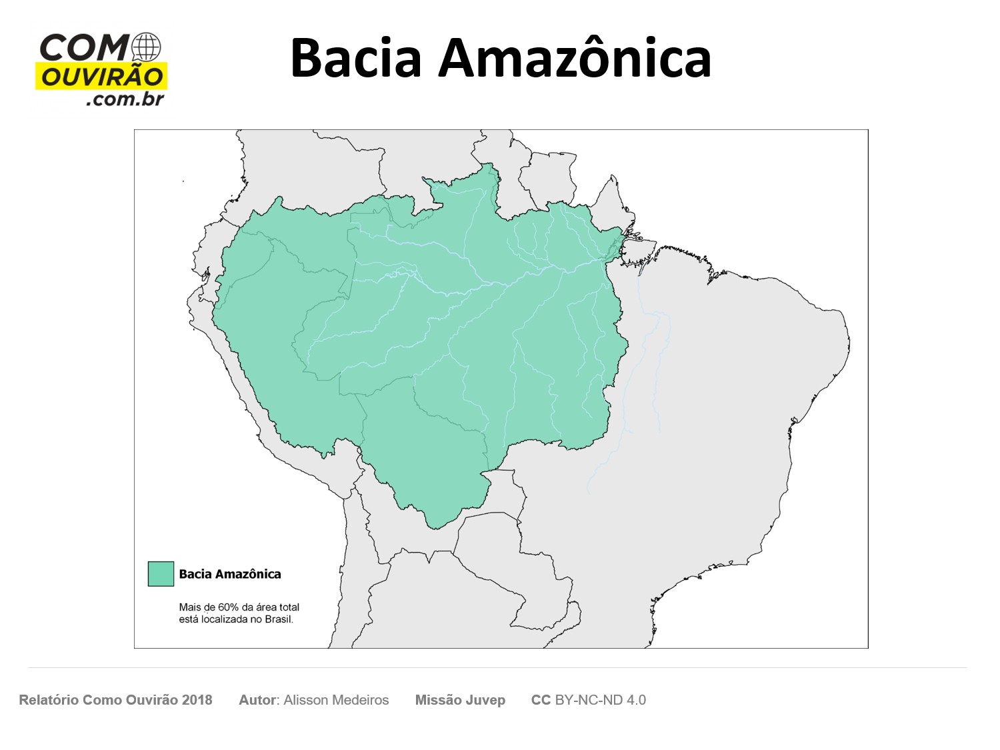 COM
OUVIRÃO
.com.br
Bacia Amazônica
Bacia Amazônica
Mais de 60% da área total
está localizada no Brasil.
Relatório Como Ouvirão 2018 Autor: Alisson Medeiros Missão Juvep CC BY-NC-ND 4.0